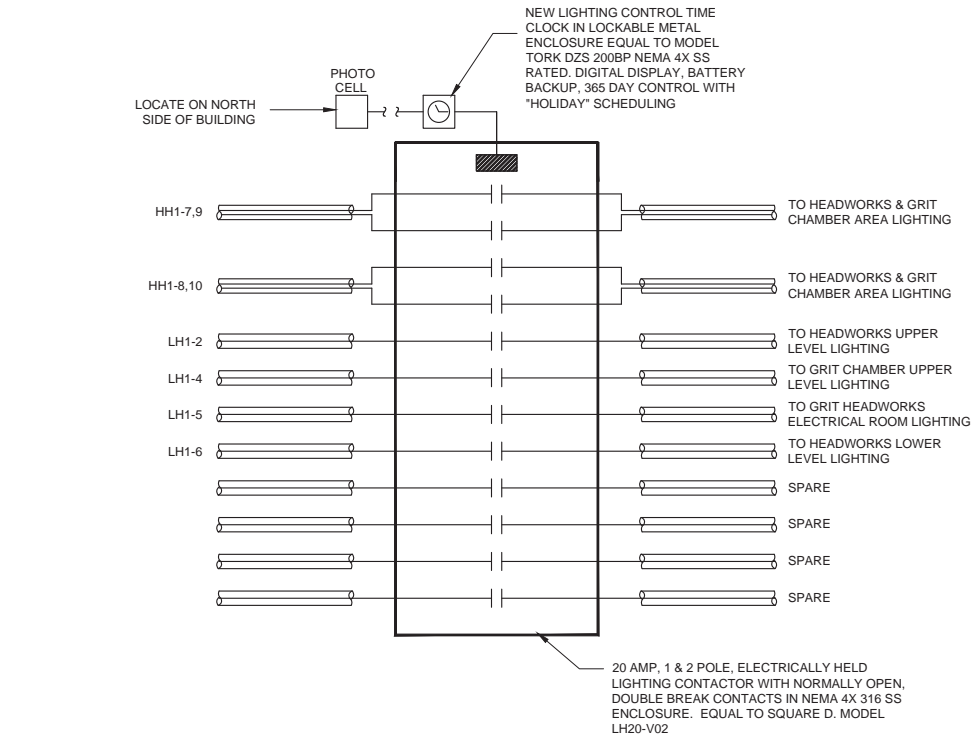 NEW LIGHTING CONTROL TIME
CLOCK IN LOCKABLE METAL
ENCLOSURE EQUAL TO MODEL
TORK DZS 200BP NEMA 4X SS
RATED. DIGITAL DISPLAY, BATTERY
BACKUP, 365 DAY CONTROL WITH
"HOLIDAY" SCHEDULING
PHOTO
CELL
LOCATE ON NORTH
SIDE OF BUILDING
HH1-7,9
TO HEADWORKS & GRIT
CHAMBER AREA LIGHTING
HH1-8,10
TO HEADWORKS & GRIT
CHAMBER AREA LIGHTING
LH1-2
TO HEADWORKS UPPER
LEVEL LIGHTING
LH1-4
TO GRIT CHAMBER UPPER
LEVEL LIGHTING
LH1-5
TO GRIT HEADWORKS
ELECTRICAL ROOM LIGHTING
LH1-6
TO HEADWORKS LOWER
LEVEL LIGHTING
SPARE
SPARE
SPARE
SPARE
20 AMP, 1 & 2 POLE, ELECTRICALLY HELD
LIGHTING CONTACTOR WITH NORMALLY OPEN,
DOUBLE BREAK CONTACTS IN NEMA 4X 316 SS
ENCLOSURE. EQUAL TO SQUARE D. MODEL
LH20-V02